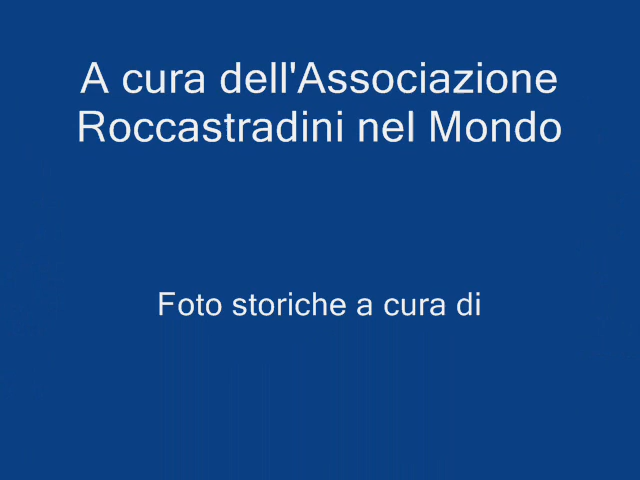 A cura dell'Associazione
Roccastradini nel Mondo
Foto storiche a cura di